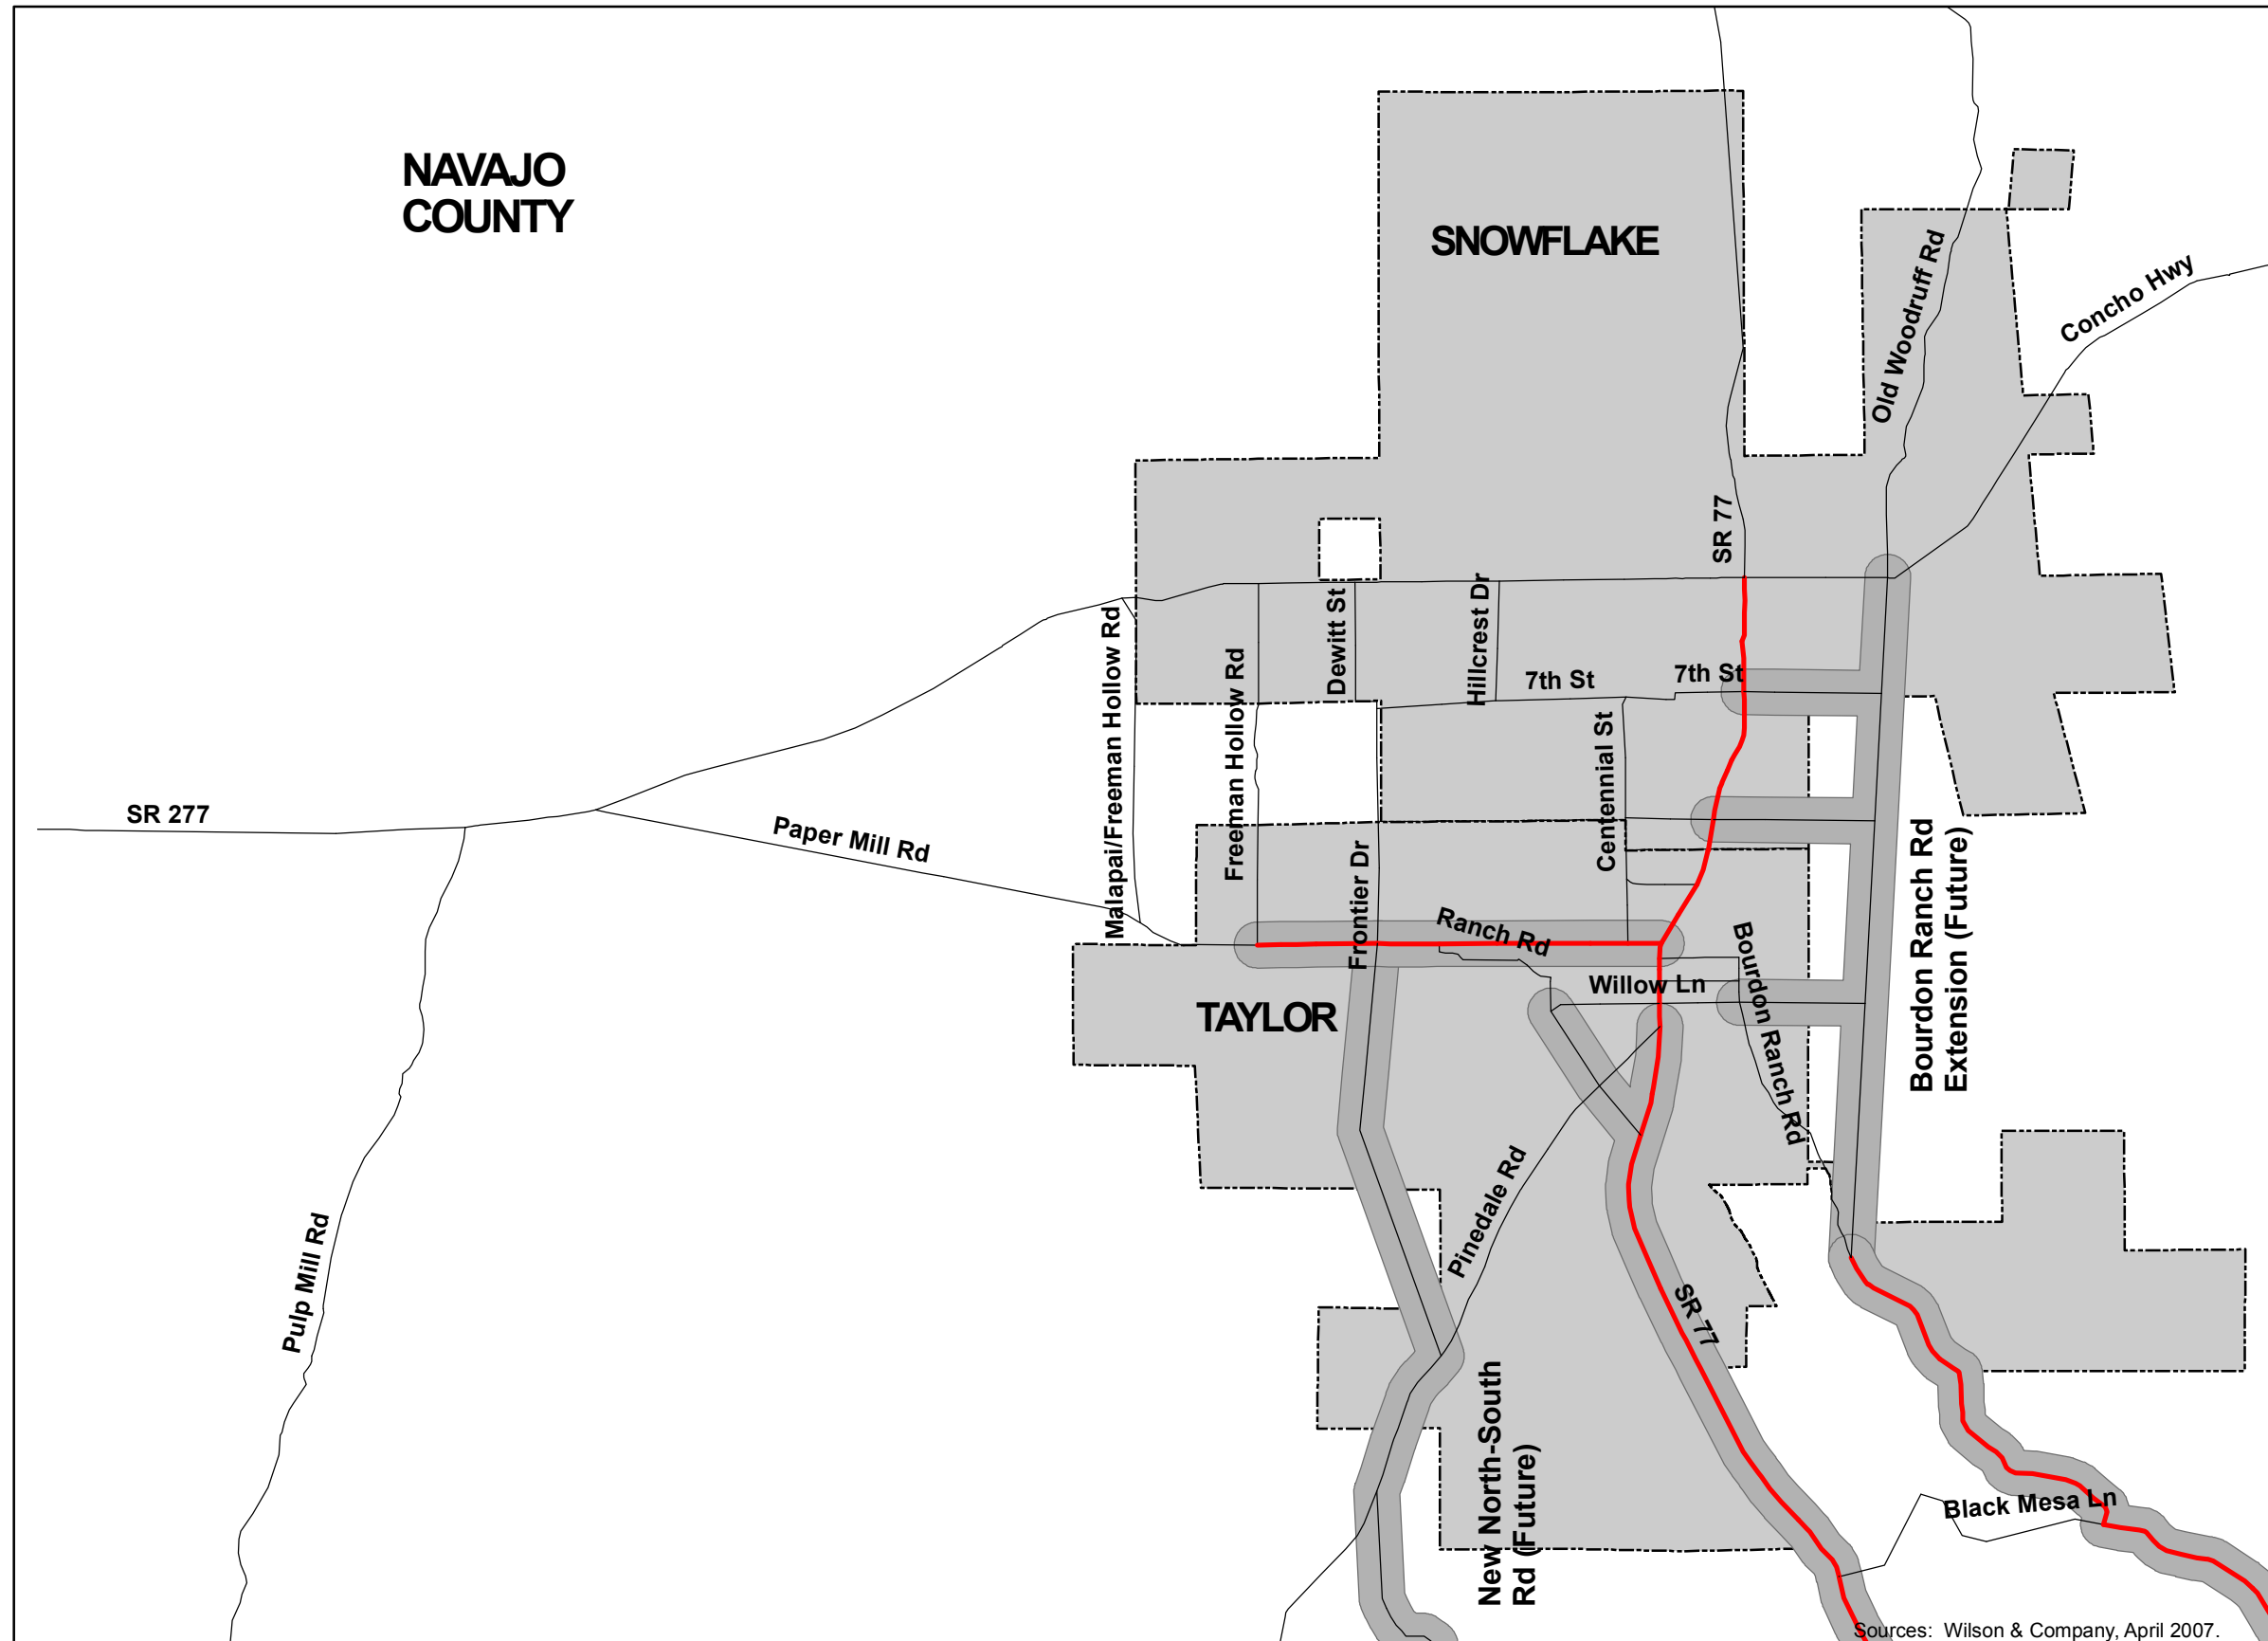 NAVAJO
COUNTY
SNOWFLAKE
Old Woodruff Rd
Concho Hwy
SR 77
Dewitt St
Hillcrest Dr
Malapai/Freeman Hollow Rd
Freeman Hollow Rd
7th St
7th St
Centennial St
SR 277
Paper Mill Rd
Frontier Dr
Ranch Rd
Bourdon Ranch Rd
Extension (Future)
Willow Ln
Bourdon Ranch Rd
TAYLOR
Pinedale Rd
Pulp Mill Rd
SR 77
New North-South
Rd (Future)
Black Mesa Ln
Sources: Wilson & Company, April 2007.